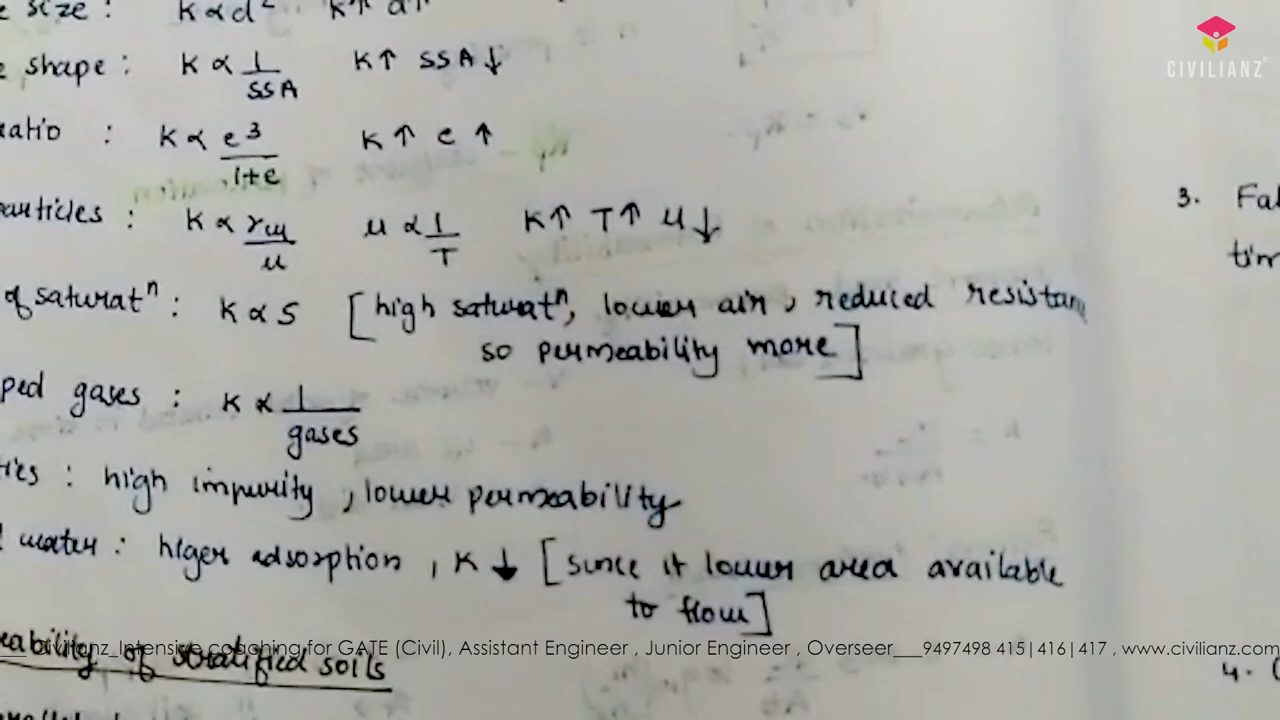 size : K ∝ d² K↑ d↑
shape : K ∝ 1/SSA K↑ SSA↓
ratio : K ∝ e³/1+e K↑ e↑
particles : K ∝ γw/μ μ ∝ 1/T K↑ T↑ μ↓
of saturatⁿ : K ∝ S [high saturatⁿ, lower air, reduced resistan
so permeability more]
ped gases : K ∝ 1/gases
ties : high impurity, lower permeability
water : higer adsorption, K↓ [since it lower area available
to flow]
eability of stratified soils
3. Fal
tim
4.
CIVILIANZ
Civilianz_Intensive coaching for GATE (Civil), Assistant Engineer , Junior Engineer , Overseer___9497498 415|416|417 , www.civilianz.com